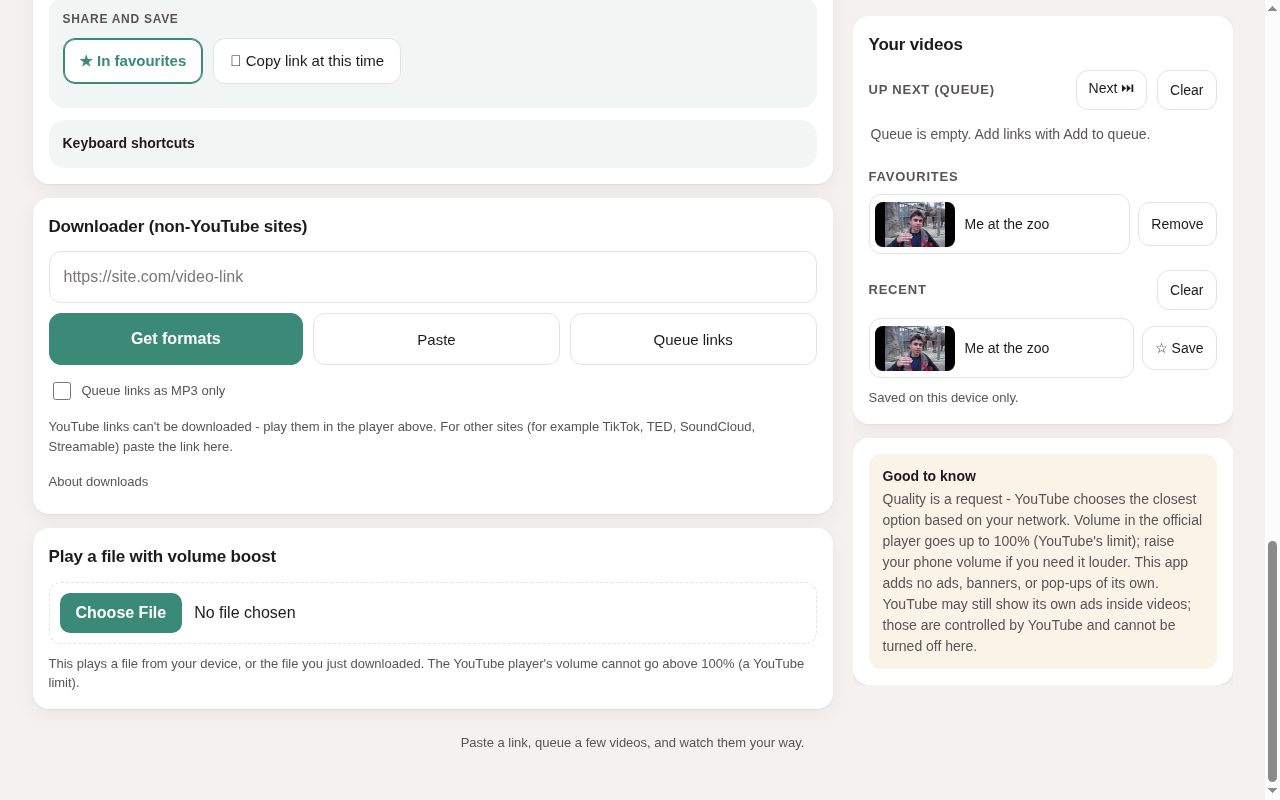 SHARE AND SAVE
★ In favourites
Copy link at this time
Keyboard shortcuts
Downloader (non-YouTube sites)
https://site.com/video-link
Get formats
Paste
Queue links
Queue links as MP3 only
YouTube links can't be downloaded - play them in the player above. For other sites (for example TikTok, TED, SoundCloud,
Streamable) paste the link here.
About downloads
Play a file with volume boost
Choose File
No file chosen
This plays a file from your device, or the file you just downloaded. The YouTube player's volume cannot go above 100% (a YouTube
limit).
Your videos
UP NEXT (QUEUE)
Next ⏭
Clear
Queue is empty. Add links with Add to queue.
FAVOURITES
Me at the zoo
Remove
RECENT
Clear
Me at the zoo
☆ Save
Saved on this device only.
Good to know
Quality is a request - YouTube chooses the closest
option based on your network. Volume in the official
player goes up to 100% (YouTube's limit); raise
your phone volume if you need it louder. This app
adds no ads, banners, or pop-ups of its own.
YouTube may still show its own ads inside videos;
those are controlled by YouTube and cannot be
turned off here.
Paste a link, queue a few videos, and watch them your way.